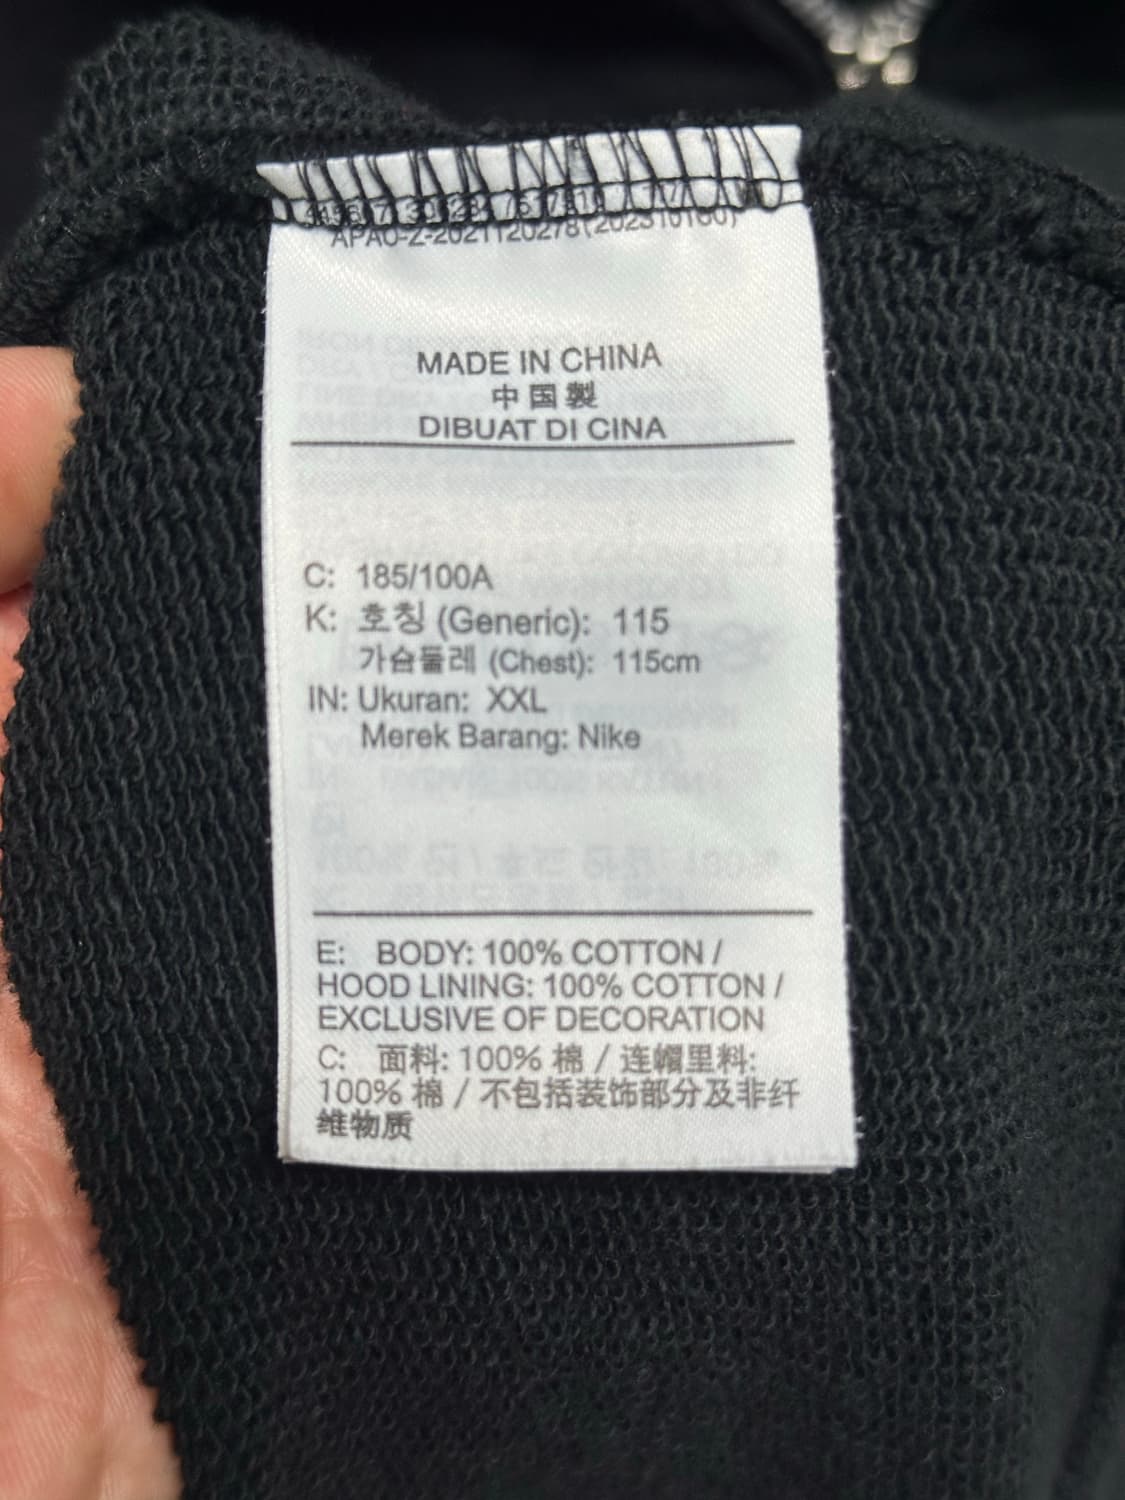 APAO-Z-2021120278(202310160)
MADE IN CHINA
中国製
DIBUAT DI CINA
C: 185/100A
K: 호칭 (Generic): 115
가슴둘레 (Chest): 115cm
IN: Ukuran: XXL
Merek Barang: Nike
E: BODY: 100% COTTON /
HOOD LINING: 100% COTTON /
EXCLUSIVE OF DECORATION
C: 面料: 100% 棉 / 连帽里料:
100% 棉 / 不包括装饰部分及非纤
维物质